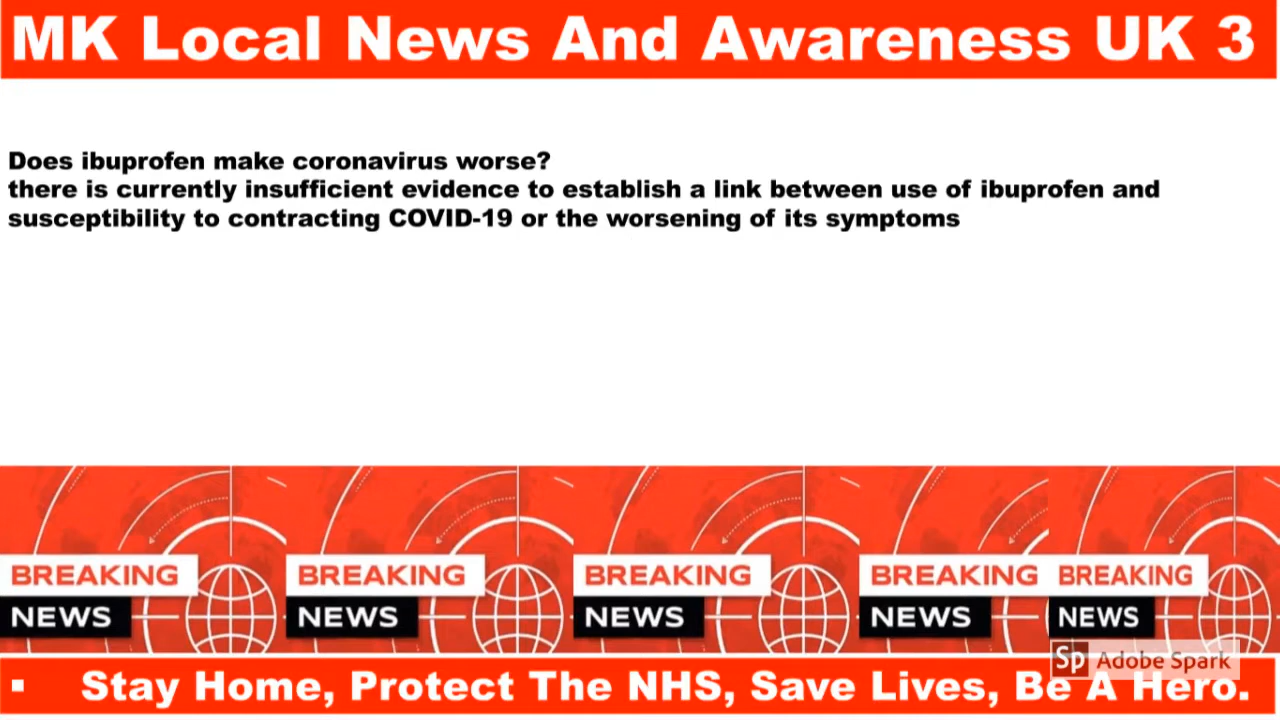 MK Local News And Awareness UK 3
Does ibuprofen make coronavirus worse?
there is currently insufficient evidence to establish a link between use of ibuprofen and
susceptibility to contracting COVID-19 or the worsening of its symptoms
BREAKING BREAKING BREAKING BREAKING BREAKING
NEWS NEWS NEWS NEWS NEWS
Sp Adobe Spark
▪ Stay Home, Protect The NHS, Save Lives, Be A Hero.